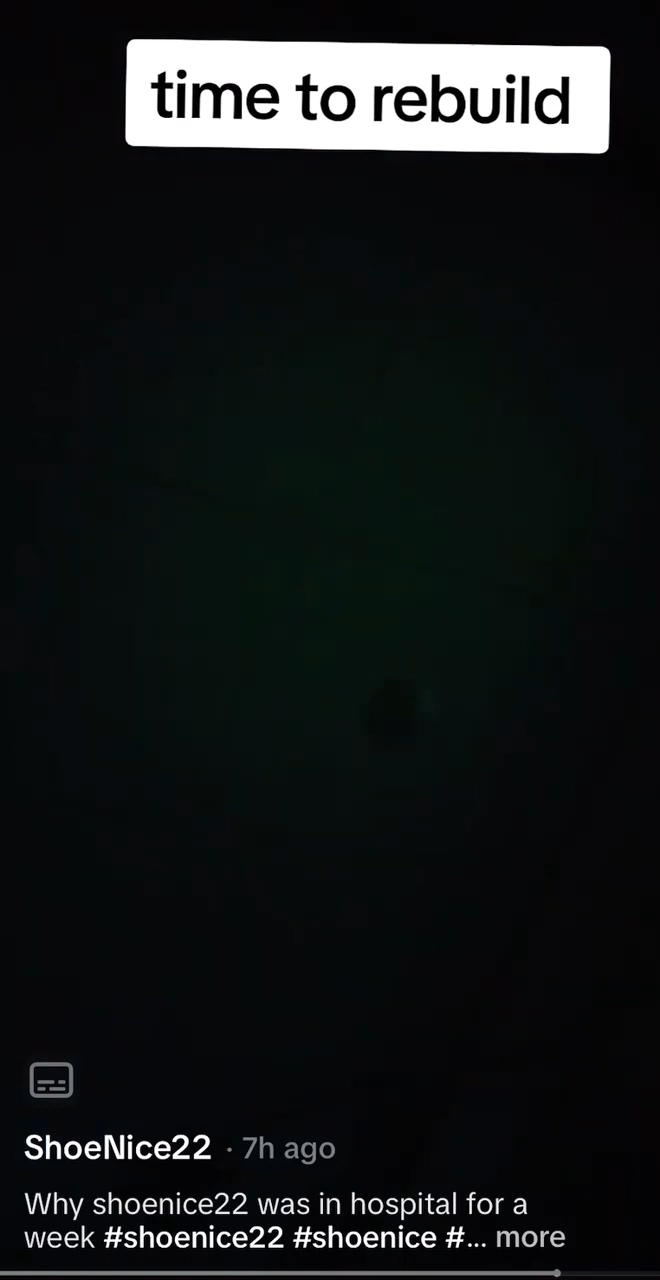 time to rebuild
ShoeNice22 · 7h ago
Why shoenice22 was in hospital for a
week #shoenice22 #shoenice #... more